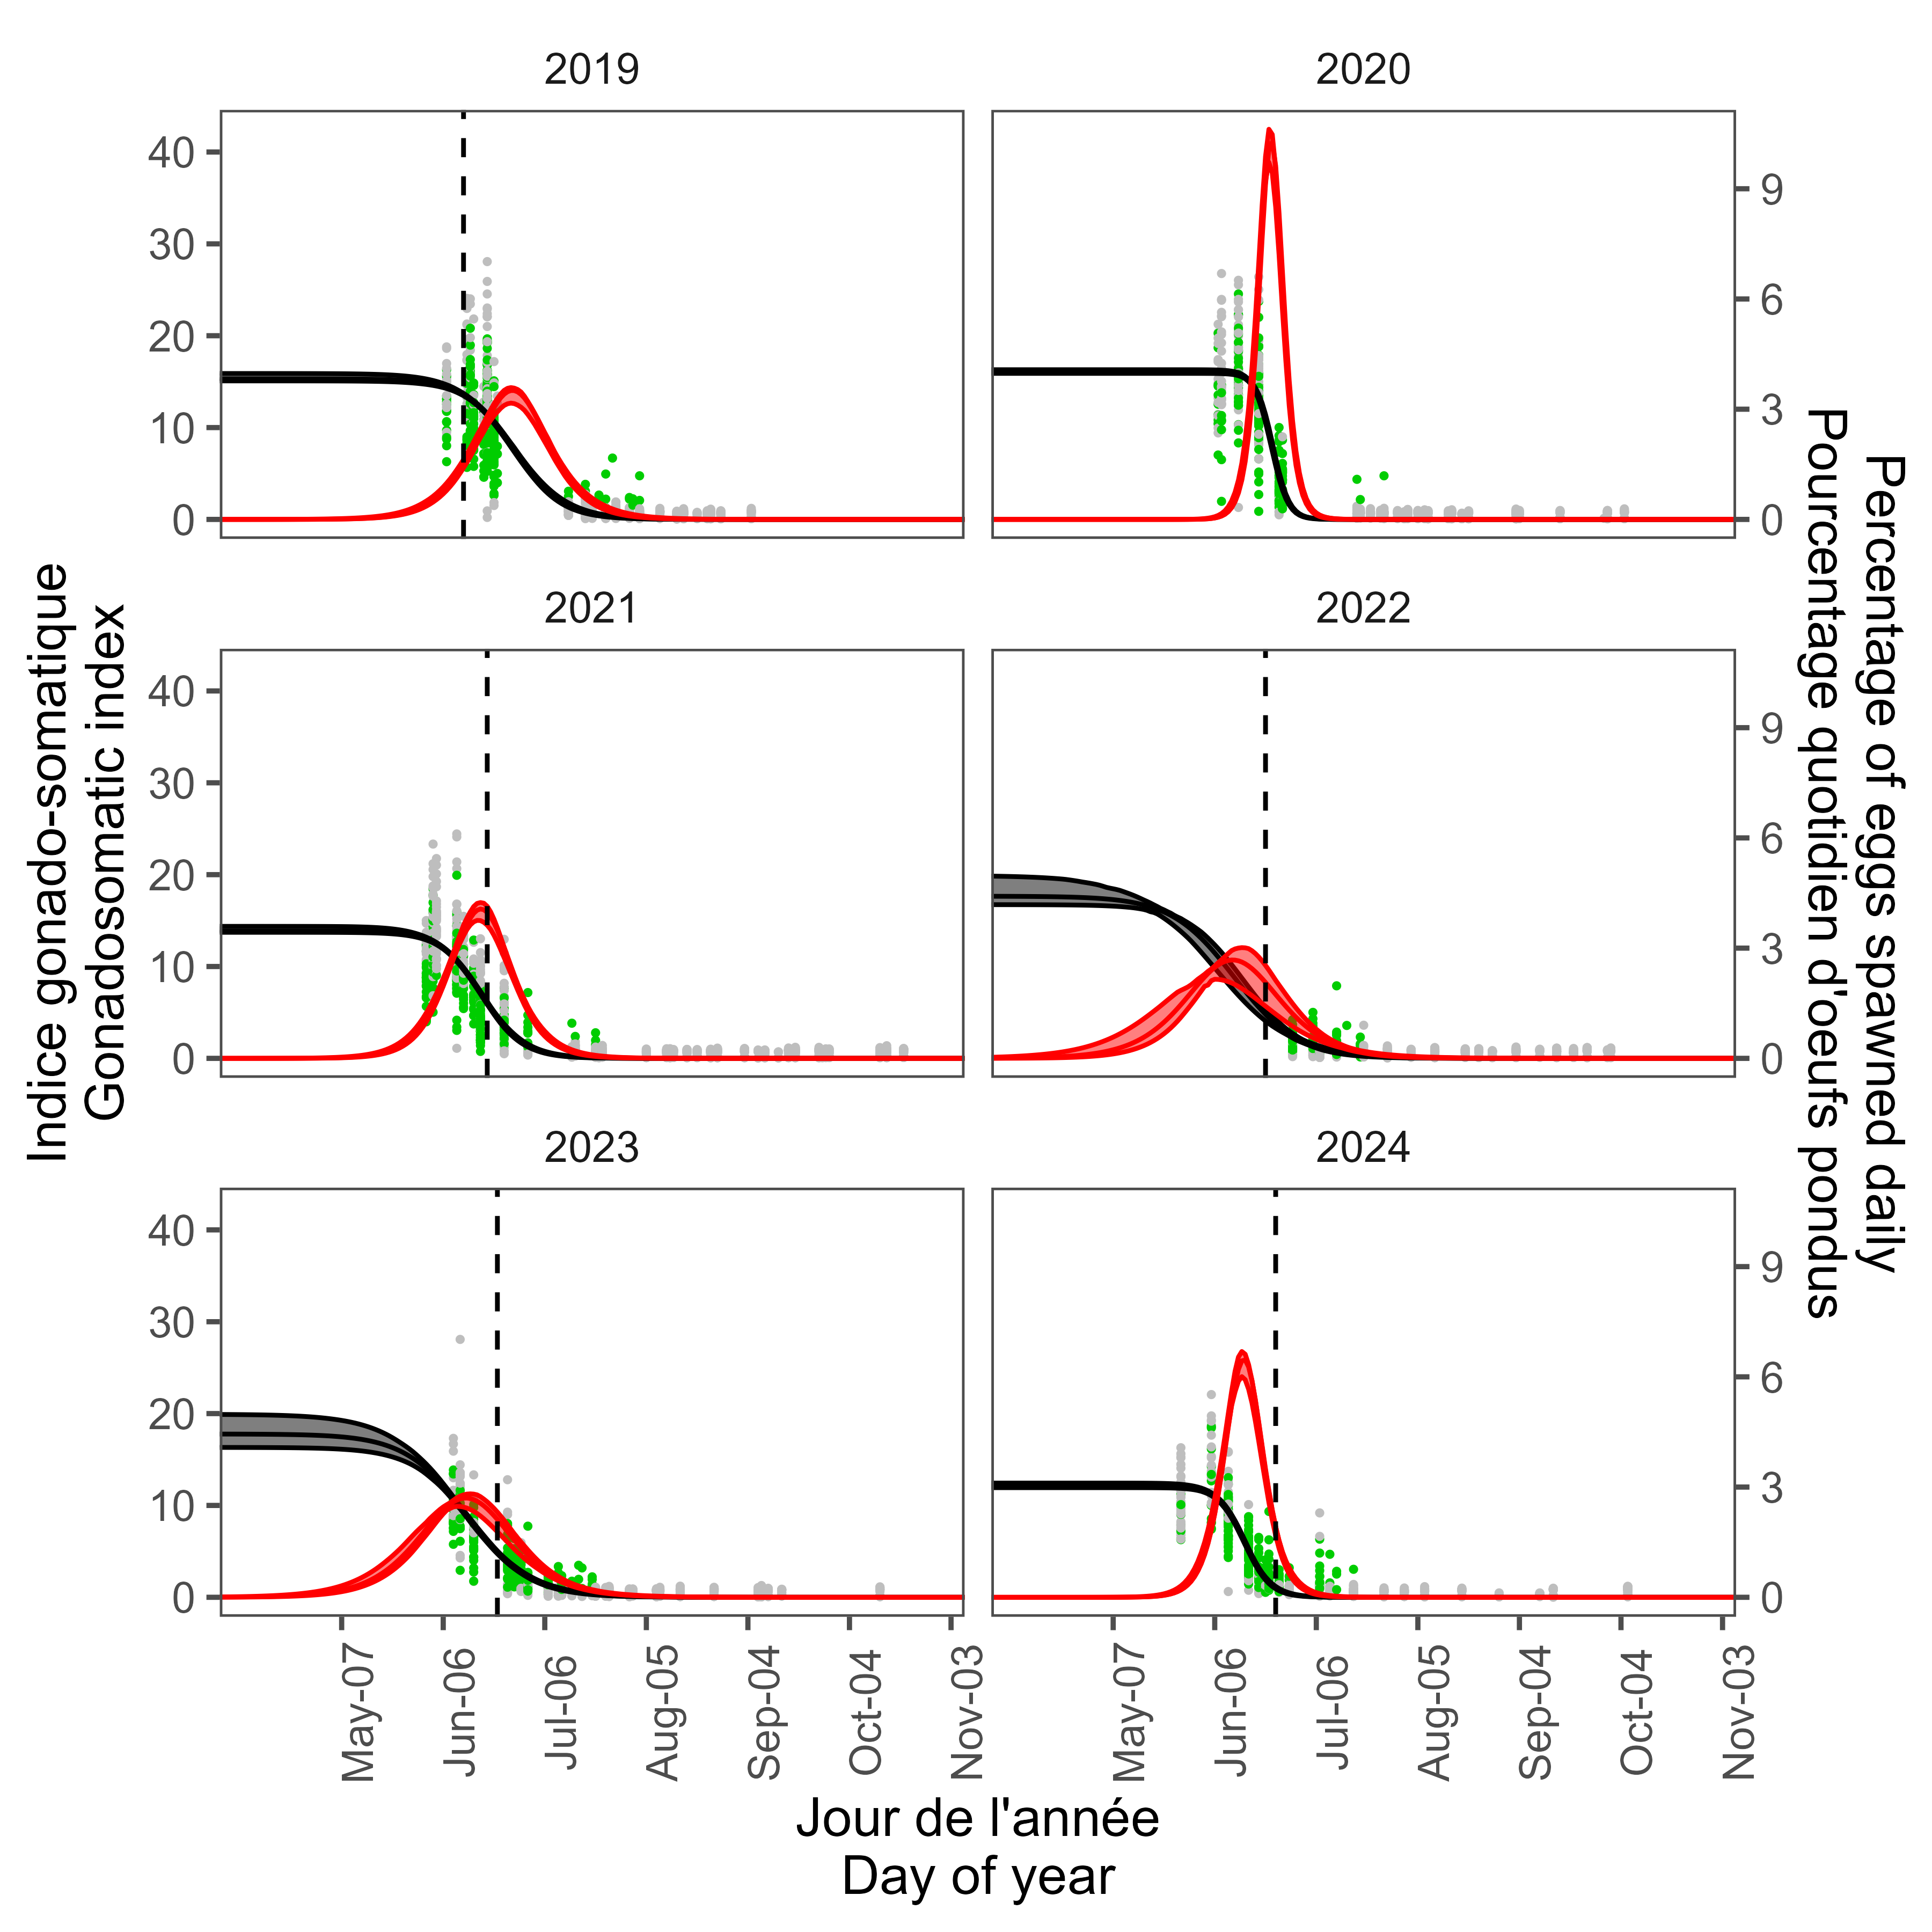 2019
2020
40
30
20
10
0
9
6
3
0
2021
2022
40
30
20
10
0
9
6
3
0
2023
2024
40
30
20
10
0
9
6
3
0
Indice gonado-somatique
Gonadosomatic index
Percentage of eggs spawned daily
Pourcentage quotidien d'oeufs pondus
May-07
Jun-06
Jul-06
Aug-05
Sep-04
Oct-04
Nov-03
May-07
Jun-06
Jul-06
Aug-05
Sep-04
Oct-04
Nov-03
Jour de l'année
Day of year